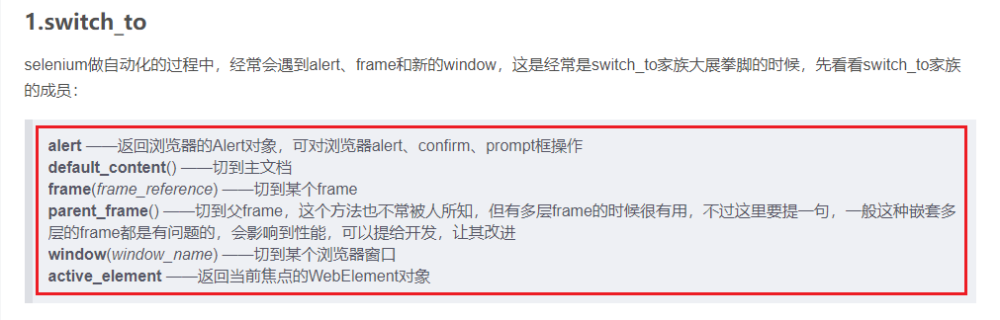 1.switch_to
selenium做自动化的过程中，经常会遇到alert、frame和新的window，这是经常是switch_to家族大展拳脚的时候，先看看switch_to家族
的成员：
alert ——返回浏览器的Alert对象，可对浏览器alert、confirm、prompt框操作
default_content() ——切到主文档
frame(frame_reference) ——切到某个frame
parent_frame() ——切到父frame，这个方法也不常被人所知，但有多层frame的时候很有用，不过这里要提一句，一般这种嵌套多
层的frame都是有问题的，会影响到性能，可以提给开发，让其改进
window(window_name) ——切到某个浏览器窗口
active_element ——返回当前焦点的WebElement对象